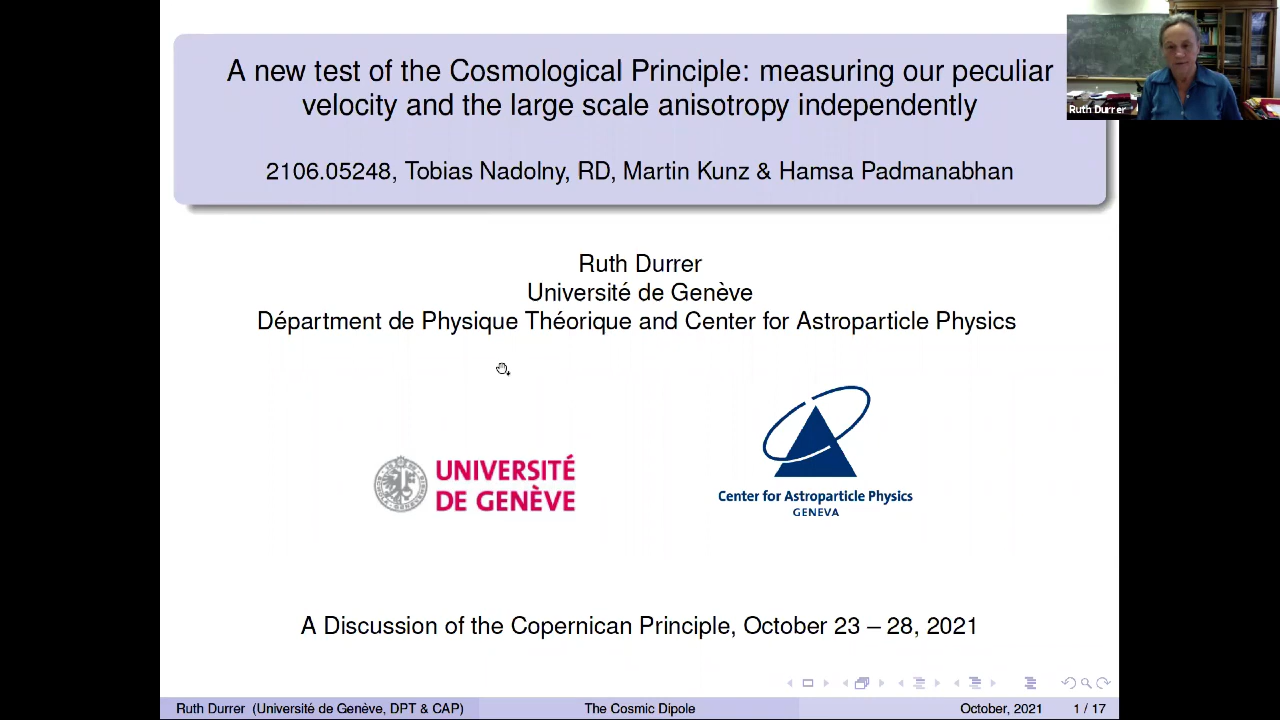 A new test of the Cosmological Principle: measuring our peculiar
velocity and the large scale anisotropy independently
2106.05248, Tobias Nadolny, RD, Martin Kunz & Hamsa Padmanabhan
Ruth Durrer
Ruth Durrer
Université de Genève
Départment de Physique Théorique and Center for Astroparticle Physics
UNIVERSITÉ
DE GENÈVE
Center for Astroparticle Physics
GENEVA
A Discussion of the Copernican Principle, October 23 – 28, 2021
Ruth Durrer (Université de Genève, DPT & CAP)
The Cosmic Dipole
October, 2021
1 / 17